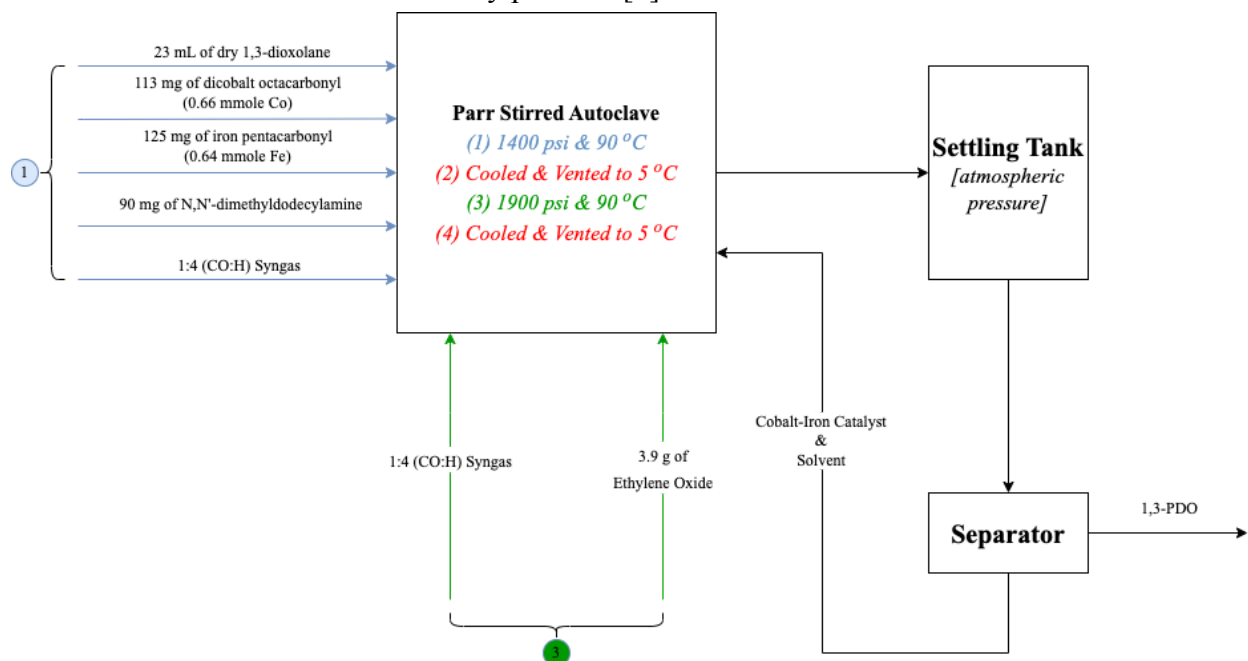 23 mL of dry 1,3-dioxolane
113 mg of dicobalt octacarbonyl
(0.66 mmole Co)
125 mg of iron pentacarbonyl
(0.64 mmole Fe)
90 mg of N,N'-dimethyldodecylamine
1:4 (CO:H) Syngas
1
Parr Stirred Autoclave
(1) 1400 psi & 90 °C
(2) Cooled & Vented to 5 °C
(3) 1900 psi & 90 °C
(4) Cooled & Vented to 5 °C
Settling Tank
[atmospheric
pressure]
1:4 (CO:H) Syngas
3.9 g of
Ethylene Oxide
Cobalt-Iron Catalyst
&
Solvent
Separator
1,3-PDO
3